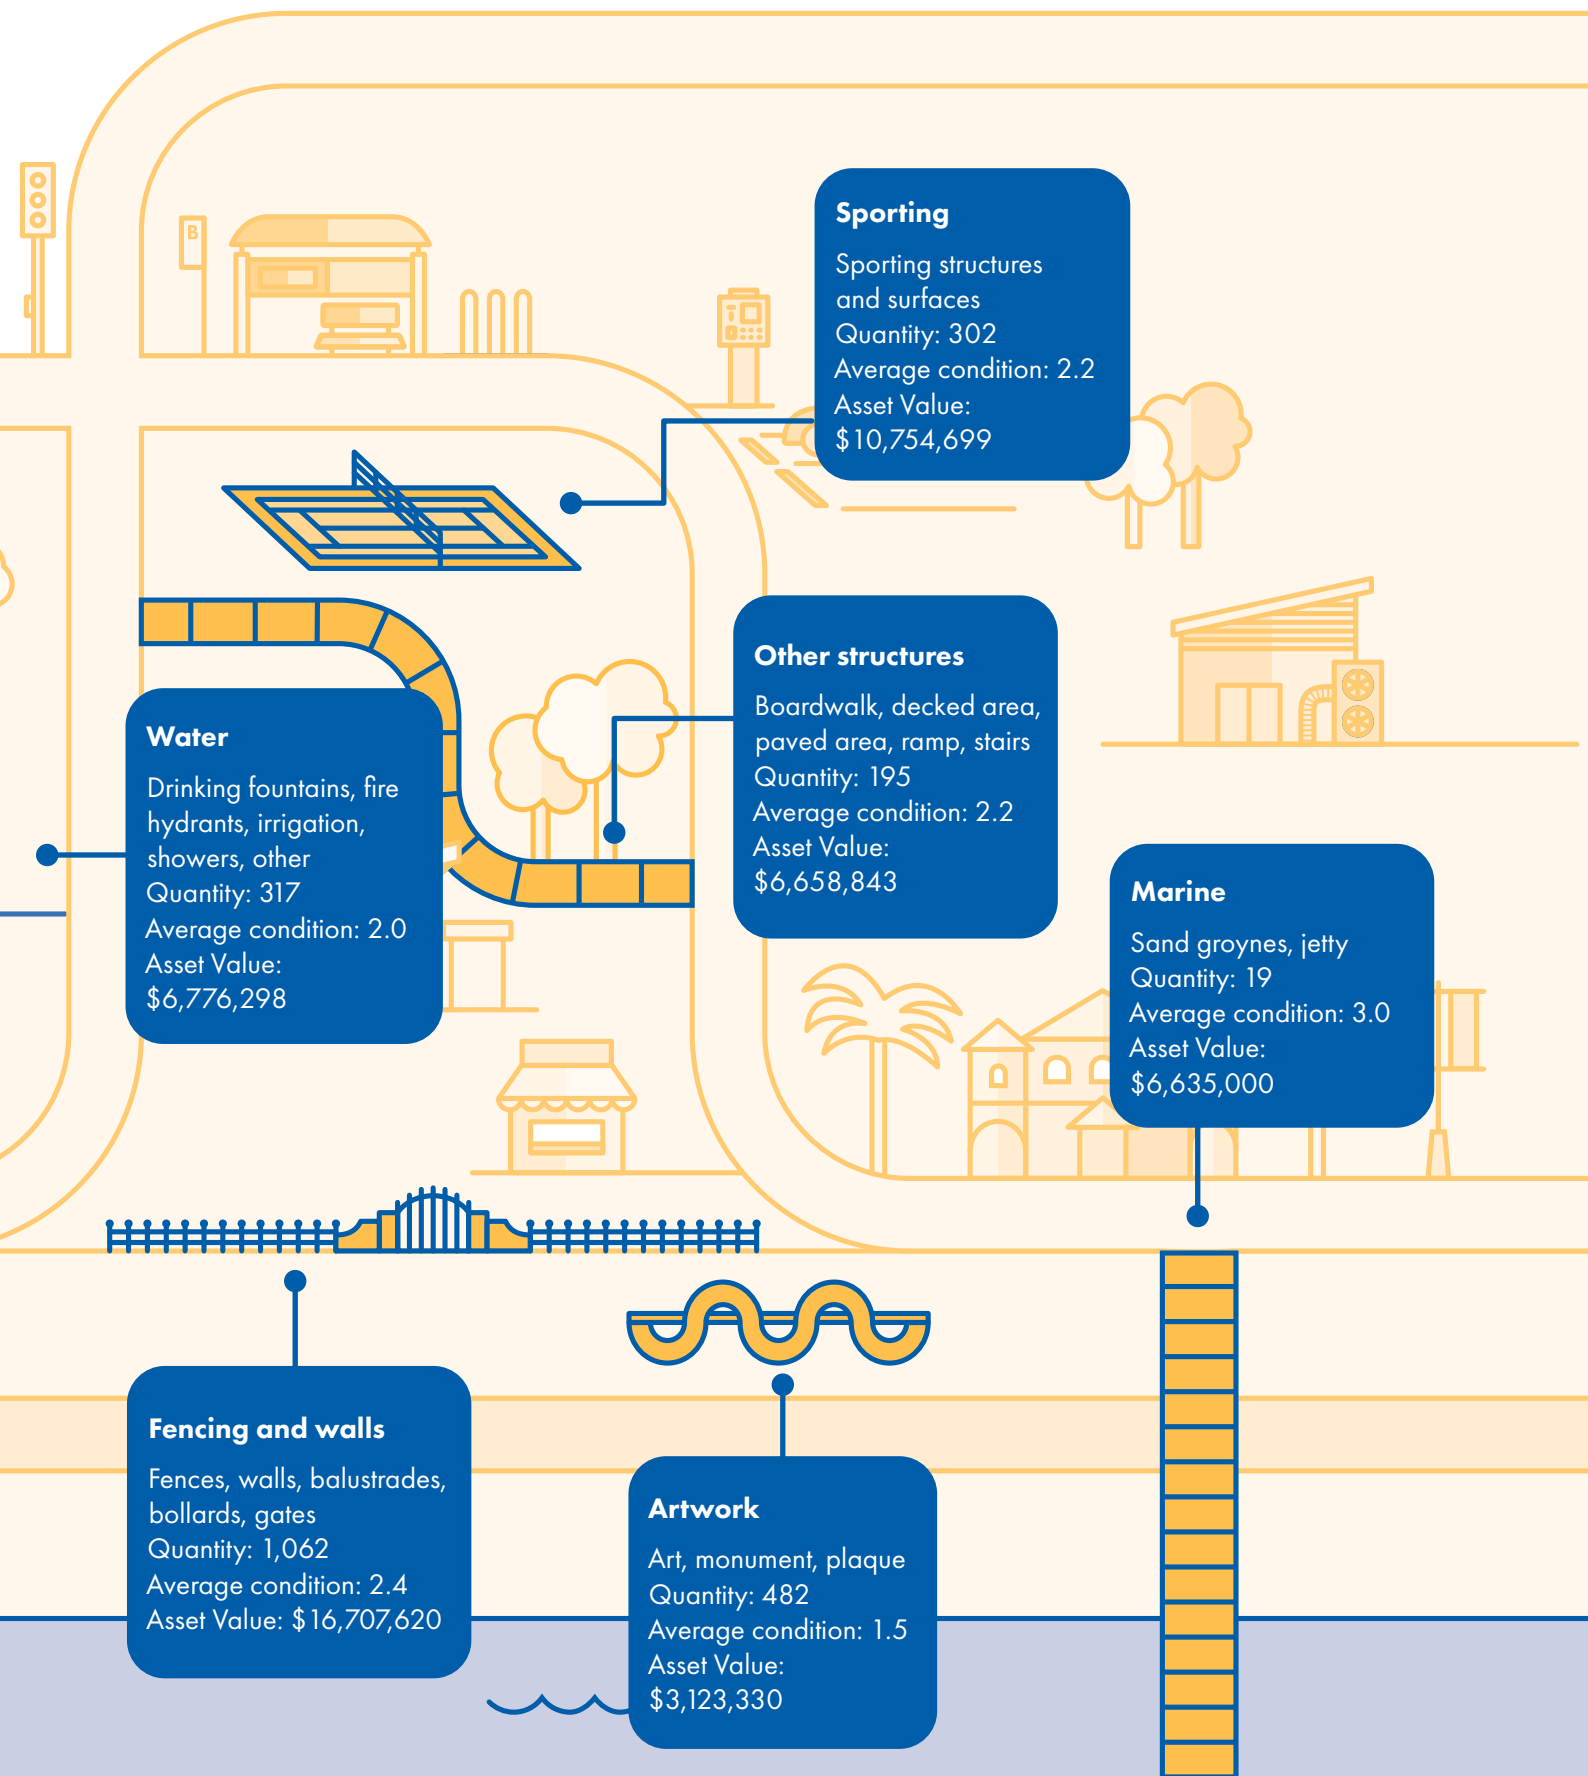 B
Sporting
Sporting structures
and surfaces
Quantity: 302
Average condition: 2.2
Asset Value:
$10,754,699
Other structures
Boardwalk, decked area,
paved area, ramp, stairs
Quantity: 195
Average condition: 2.2
Asset Value:
$6,658,843
Water
Drinking fountains, fire
hydrants, irrigation,
showers, other
Quantity: 317
Average condition: 2.0
Asset Value:
$6,776,298
Marine
Sand groynes, jetty
Quantity: 19
Average condition: 3.0
Asset Value:
$6,635,000
Fencing and walls
Fences, walls, balustrades,
bollards, gates
Quantity: 1,062
Average condition: 2.4
Asset Value: $16,707,620
Artwork
Art, monument, plaque
Quantity: 482
Average condition: 1.5
Asset Value:
$3,123,330